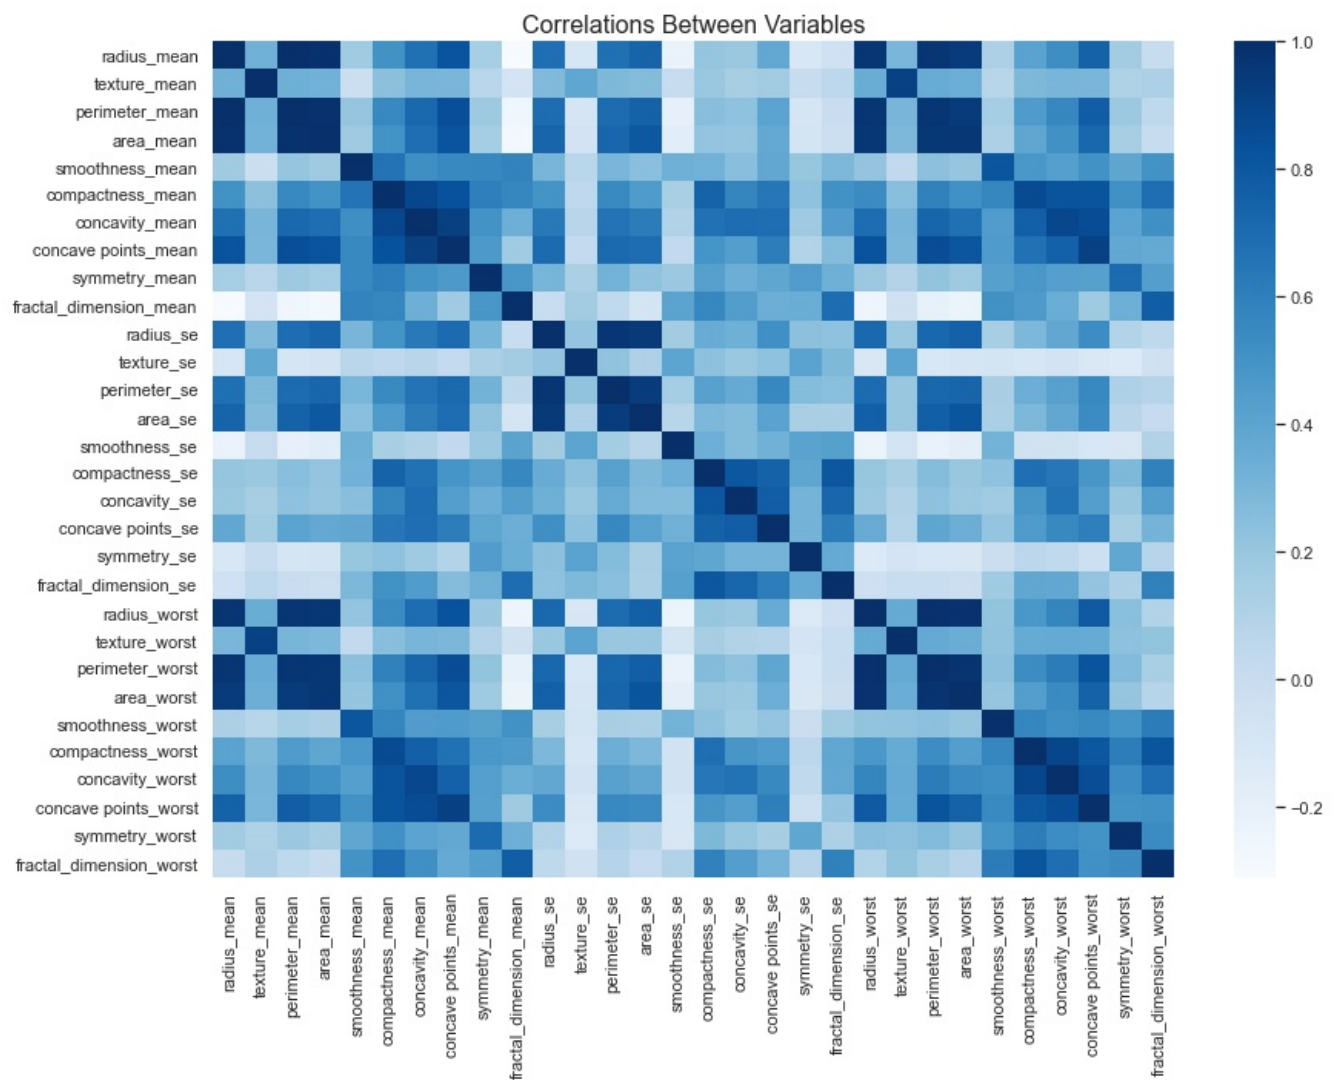 Correlations Between Variables
radius_mean
texture_mean
perimeter_mean
area_mean
smoothness_mean
compactness_mean
concavity_mean
concave points_mean
symmetry_mean
fractal_dimension_mean
radius_se
texture_se
perimeter_se
area_se
smoothness_se
compactness_se
concavity_se
concave points_se
symmetry_se
fractal_dimension_se
radius_worst
texture_worst
perimeter_worst
area_worst
smoothness_worst
compactness_worst
concavity_worst
concave points_worst
symmetry_worst
fractal_dimension_worst
radius_mean
texture_mean
perimeter_mean
area_mean
smoothness_mean
compactness_mean
concavity_mean
concave points_mean
symmetry_mean
fractal_dimension_mean
radius_se
texture_se
perimeter_se
area_se
smoothness_se
compactness_se
concavity_se
concave points_se
symmetry_se
fractal_dimension_se
radius_worst
texture_worst
perimeter_worst
area_worst
smoothness_worst
compactness_worst
concavity_worst
concave points_worst
symmetry_worst
fractal_dimension_worst
1.0
0.8
0.6
0.4
0.2
0.0
−0.2